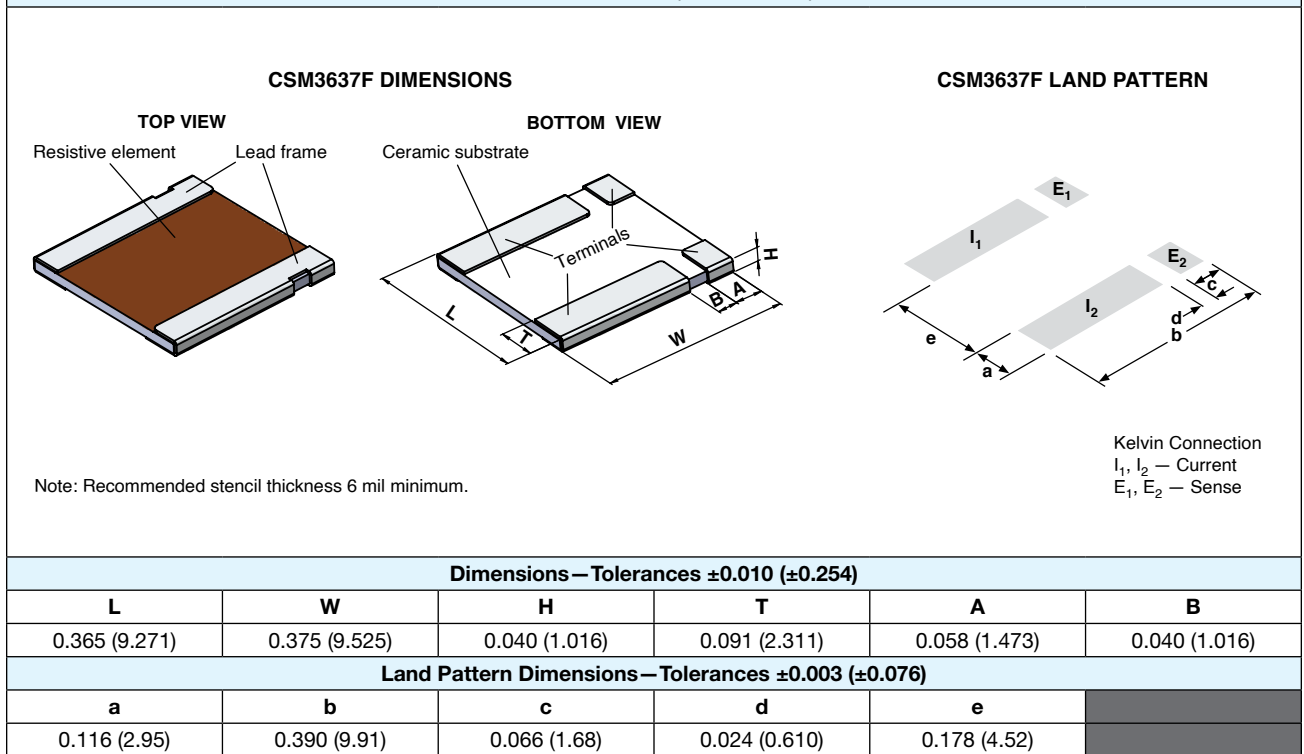 CSM3637F DIMENSIONS
CSM3637F LAND PATTERN
TOP VIEW
BOTTOM VIEW
Resistive element
Lead frame
Ceramic substrate
Terminals
H
B
A
L
T
W
E1
I1
E2
I2
c
d
b
e
a
Kelvin Connection
I1, I2 — Current
E1, E2 — Sense
Note: Recommended stencil thickness 6 mil minimum.
Dimensions—Tolerances ±0.010 (±0.254)
L W H T A B
0.365 (9.271) 0.375 (9.525) 0.040 (1.016) 0.091 (2.311) 0.058 (1.473) 0.040 (1.016)
Land Pattern Dimensions—Tolerances ±0.003 (±0.076)
a b c d e
0.116 (2.95) 0.390 (9.91) 0.066 (1.68) 0.024 (0.610) 0.178 (4.52)